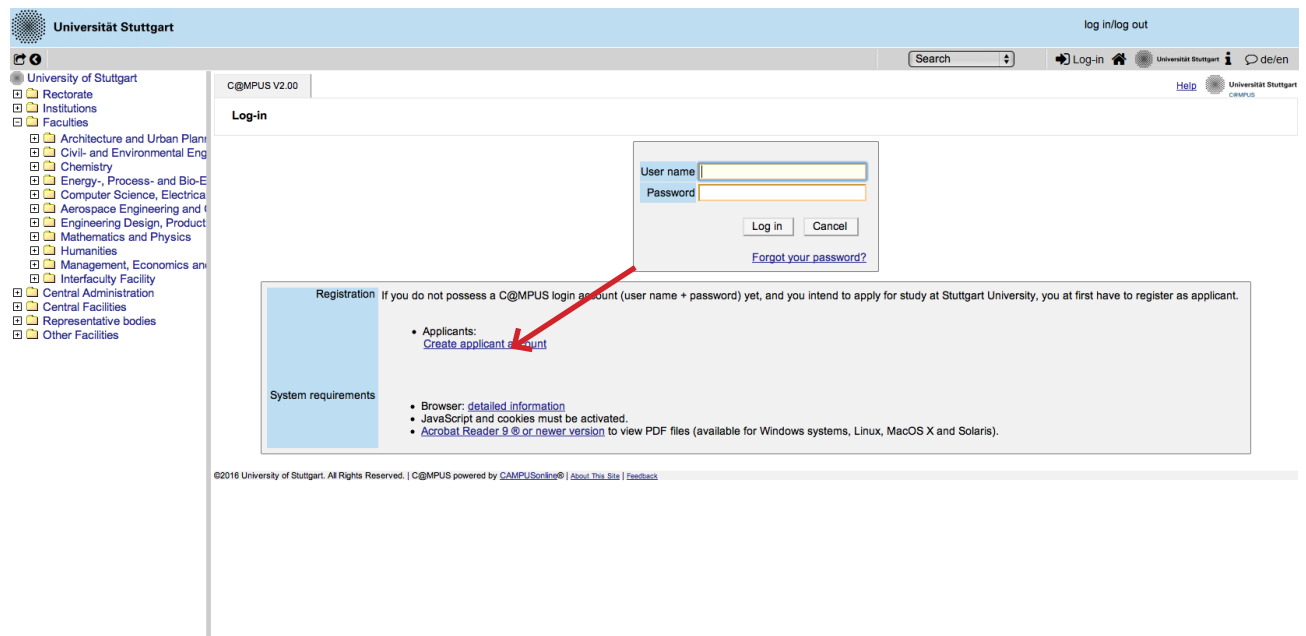 Universität Stuttgart
log in/log out
Search
Log-in
Universität Stuttgart
de/en
University of Stuttgart
Rectorate
Institutions
Faculties
Architecture and Urban Plann
Civil- and Environmental Eng
Chemistry
Energy-, Process- and Bio-E
Computer Science, Electrica
Aerospace Engineering and
Engineering Design, Product
Mathematics and Physics
Humanities
Management, Economics an
Interfaculty Facility
Central Administration
Central Facilities
Representative bodies
Other Facilities
C@MPUS V2.00
Help
Universität Stuttgart
C@MPUS
Log-in
User name
Password
Log in Cancel
Forgot your password?
Registration If you do not possess a C@MPUS login account (user name + password) yet, and you intend to apply for study at Stuttgart University, you at first have to register as applicant.
• Applicants:
Create applicant account
System requirements
• Browser: detailed information
• JavaScript and cookies must be activated.
• Acrobat Reader 9 ® or newer version to view PDF files (available for Windows systems, Linux, MacOS X and Solaris).
©2016 University of Stuttgart. All Rights Reserved. | C@MPUS powered by CAMPUSonline® | About This Site | Feedback